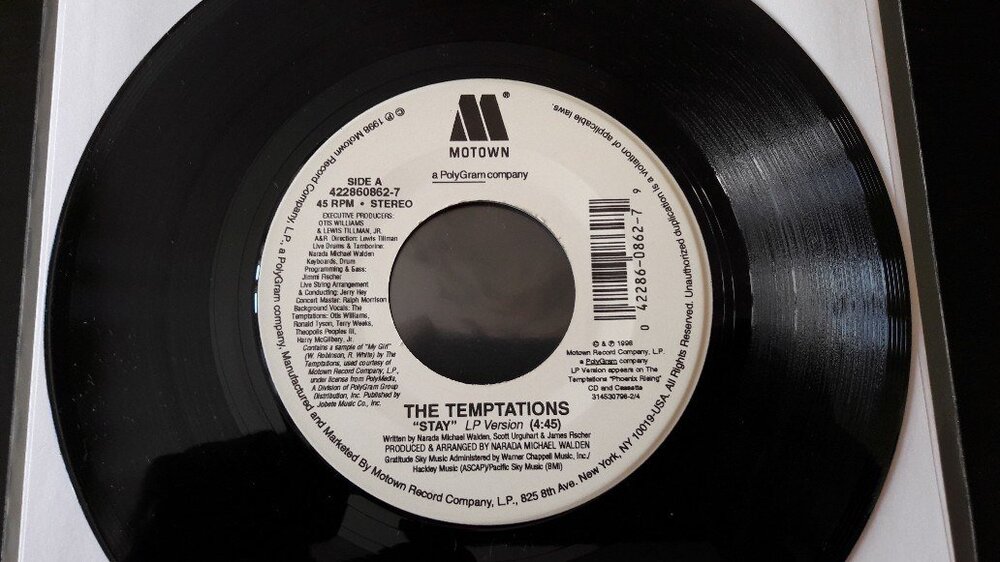 ®
MOTOWN
a PolyGram company
SIDE A
422860862-7
45 RPM • STEREO
EXECUTIVE PRODUCERS:
OTIS WILLIAMS
& LEWIS TILLMAN, JR.
A&R Direction: Lewis Tillman
Live Drums & Tamborine:
Narada Michael Walden
Keyboards, Drum
Programming & Bass:
Jimmi Fischer
Live String Arrangement
& Conducting: Jerry Hey
Concert Master: Ralph Morrison
Background Vocals: The
Temptations: Otis Williams,
Ronald Tyson, Terry Weeks,
Theopolis Peoples III,
Harry McGilbery, Jr.
Contains a sample of "My Girl"
(W. Robinson, R. White) by The
Temptations, used courtesy of
Motown Record Company, L.P.,
under license from PolyMedia,
A Division of PolyGram Group
Distribution, Inc. Published by
Jobete Music Co., Inc.
0 42286-0862-7 9
© & ℗ 1998
Motown Record Company, L.P.
a PolyGram company
LP Version appears on The
Temptations "Phoenix Rising"
CD and Cassette
314530796-2/4
THE TEMPTATIONS
"STAY" LP Version (4:45)
Written by Narada Michael Walden, Scott Urguhart & James Fischer
PRODUCED & ARRANGED BY NARADA MICHAEL WALDEN
Gratitude Sky Music Administered by Warner Chappell Music, Inc./
Hackley Music (ASCAP)/Pacific Sky Music (BMI)
© ℗ 1998 Motown Record Company, L.P., a PolyGram company, Manufactured and Marketed By Motown Record Company, L.P., 825 8th Ave. New York, NY 10019-USA. All Rights Reserved. Unauthorized duplication is a violation of applicable laws.